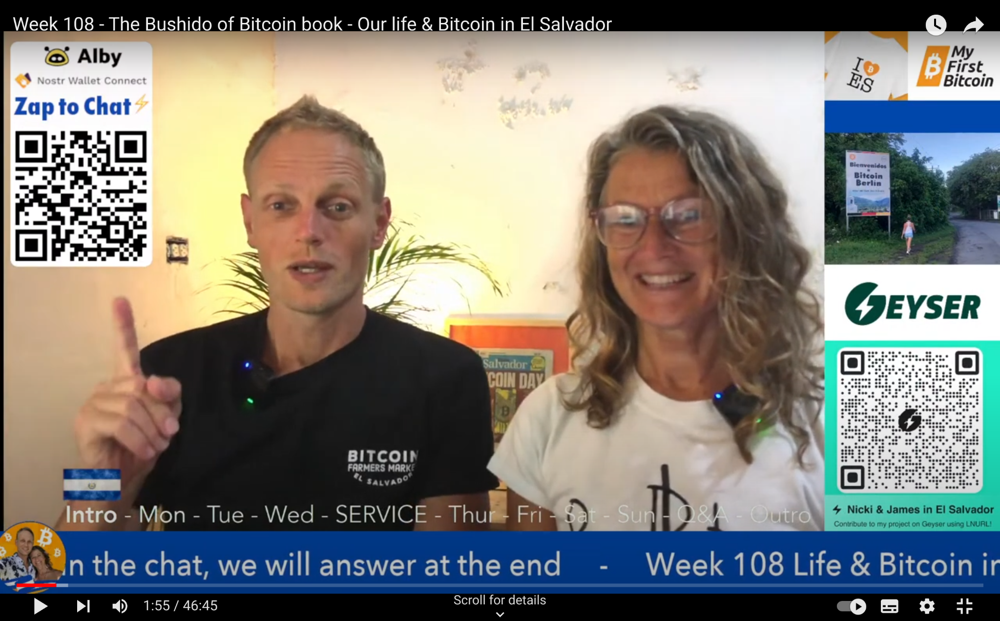 Week 108 - The Bushido of Bitcoin book - Our life & Bitcoin in El Salvador
Alby
Nostr Wallet Connect
Zap to Chat
I
ES
My
First
Bitcoin
Bienvenidos
Bitcoin
Berlin
GEYSER
Salvador
COIN DAY
BITCOIN
FARMERS MARKE
EL SALVADOR
Intro - Mon - Tue - Wed - SERVICE - Thur - Fri - Sat - Sun - Q&A - Outro
Nicki & James in El Salvador
Contribute to my project on Geyser using LNURL!
in the chat, we will answer at the end - Week 108 Life & Bitcoin in
1:55 / 46:45
Scroll for details